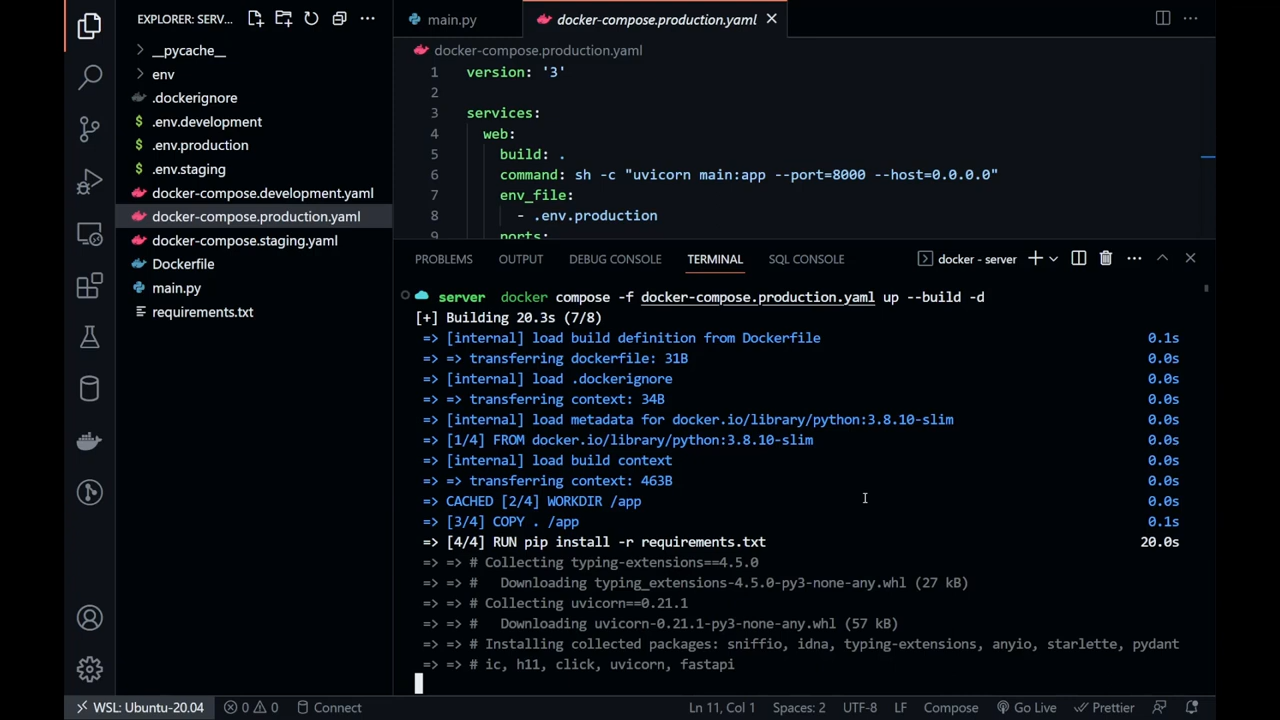 EXPLORER: SERV...
__pycache__
env
.dockerignore
$ .env.development
$ .env.production
$ .env.staging
docker-compose.development.yaml
docker-compose.production.yaml
docker-compose.staging.yaml
Dockerfile
main.py
requirements.txt
main.py
docker-compose.production.yaml
docker-compose.production.yaml
1 version: '3'
2
3 services:
4 web:
5 build: .
6 command: sh -c "uvicorn main:app --port=8000 --host=0.0.0.0"
7 env_file:
8 - .env.production
9 ports:
PROBLEMS OUTPUT DEBUG CONSOLE TERMINAL SQL CONSOLE docker - server
server docker compose -f docker-compose.production.yaml up --build -d
[+] Building 20.3s (7/8)
=> [internal] load build definition from Dockerfile 0.1s
=> => transferring dockerfile: 31B 0.0s
=> [internal] load .dockerignore 0.0s
=> => transferring context: 34B 0.0s
=> [internal] load metadata for docker.io/library/python:3.8.10-slim 0.0s
=> [1/4] FROM docker.io/library/python:3.8.10-slim 0.0s
=> [internal] load build context 0.0s
=> => transferring context: 463B 0.0s
=> CACHED [2/4] WORKDIR /app 0.0s
=> [3/4] COPY . /app 0.1s
=> [4/4] RUN pip install -r requirements.txt 20.0s
=> => # Collecting typing-extensions==4.5.0
=> => # Downloading typing_extensions-4.5.0-py3-none-any.whl (27 kB)
=> => # Collecting uvicorn==0.21.1
=> => # Downloading uvicorn-0.21.1-py3-none-any.whl (57 kB)
=> => # Installing collected packages: sniffio, idna, typing-extensions, anyio, starlette, pydant
=> => # ic, h11, click, uvicorn, fastapi
WSL: Ubuntu-20.04 0 0 Connect Ln 11, Col 1 Spaces: 2 UTF-8 LF Compose Go Live Prettier